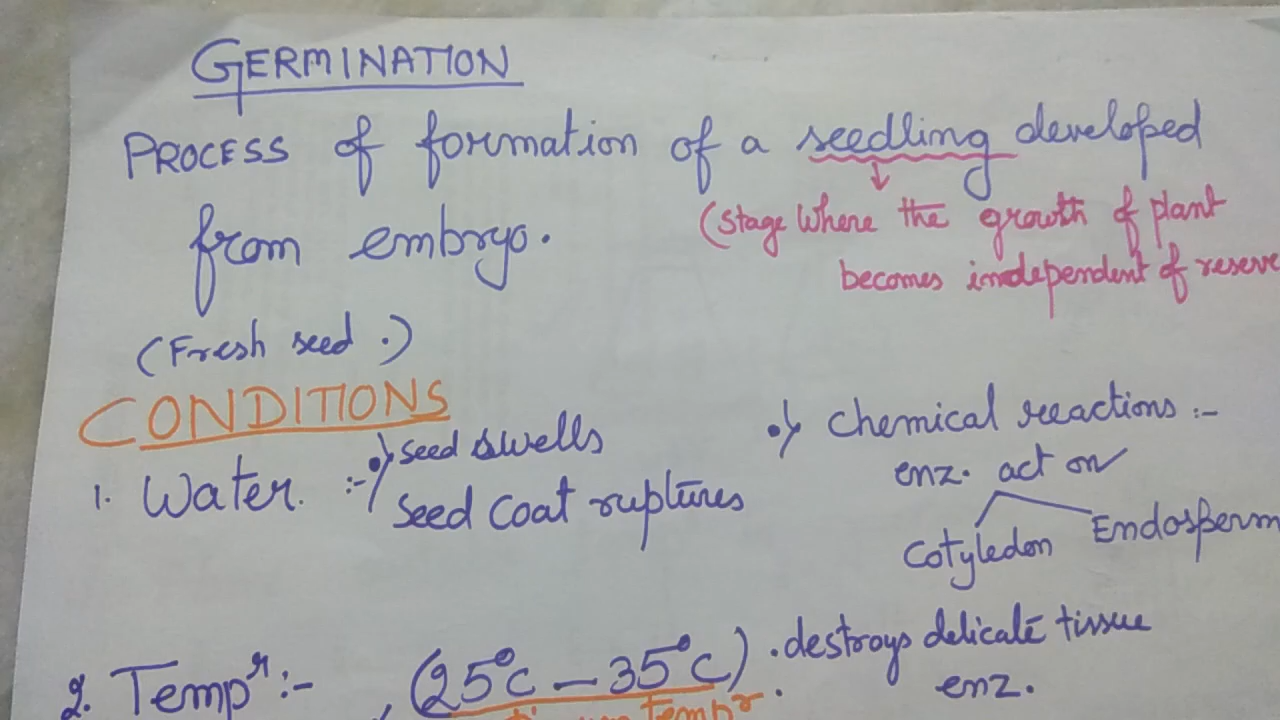 GERMINATION
PROCESS of formation of a seedling developed
(Stage Where the growth of plant
becomes independent of reserve
from embryo.
(Fresh seed.)
CONDITIONS
1. Water. :- •) seed swells
Seed Coat ruptures
•) Chemical reactions :-
enz. act on
Cotyledon Endosperm
2. Tempr :- (25°C - 35°C) . destroys delicate tissue
enz.
tempr.